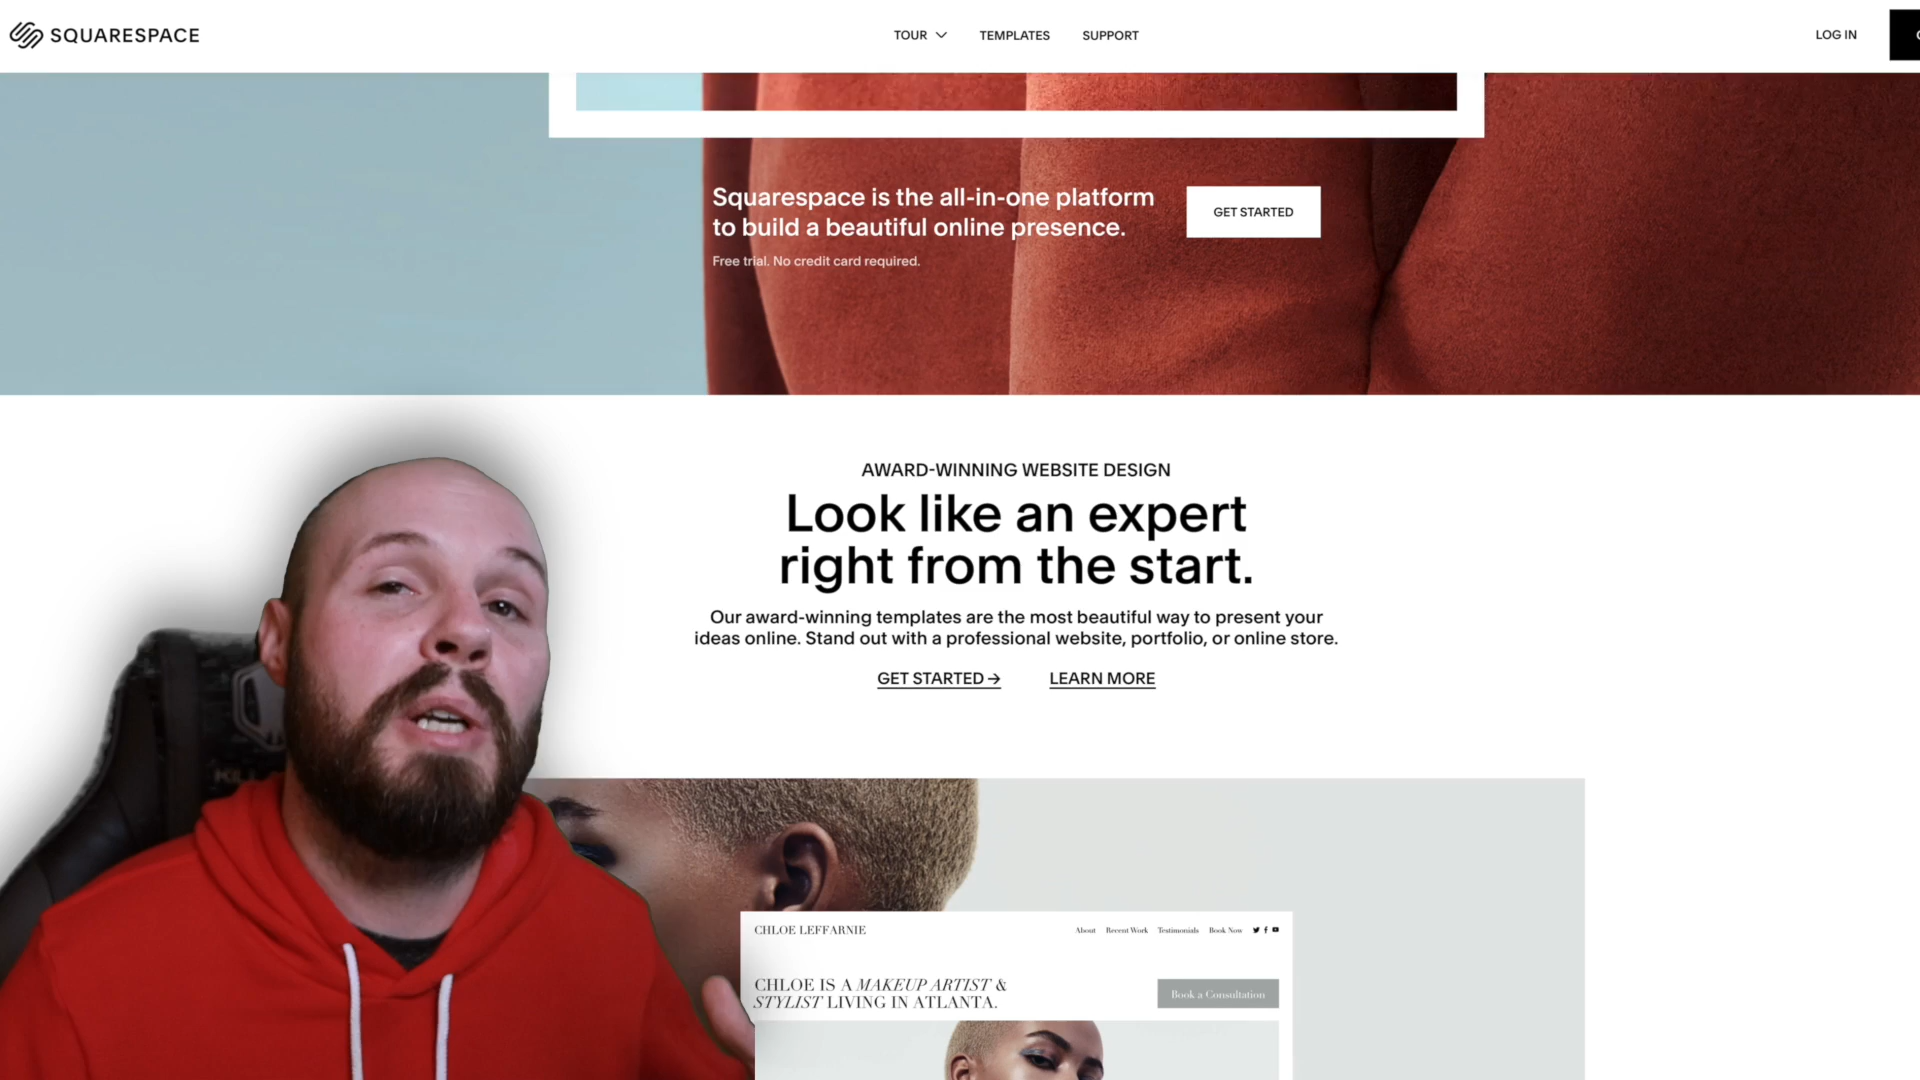 SQUARESPACE
TOUR
TEMPLATES
SUPPORT
LOG IN
Squarespace is the all-in-one platform
to build a beautiful online presence.
GET STARTED
Free trial. No credit card required.
AWARD-WINNING WEBSITE DESIGN
Look like an expert
right from the start.
Our award-winning templates are the most beautiful way to present your
ideas online. Stand out with a professional website, portfolio, or online store.
GET STARTED →
LEARN MORE
CHLOE LEFFARNIE
About
Recent Work
Testimonials
Book Now
CHLOE IS A MAKEUP ARTIST &
STYLIST LIVING IN ATLANTA.
Book a Consultation